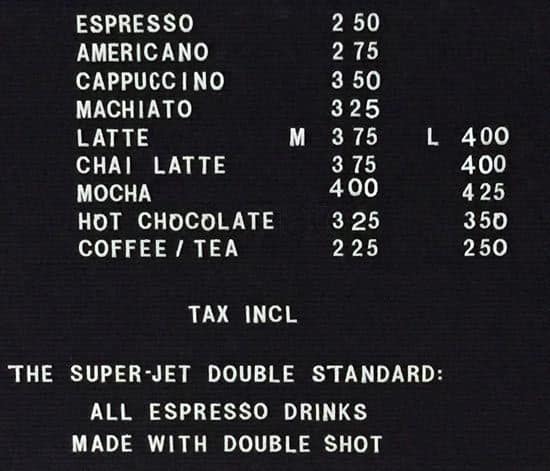 ESPRESSO 2 50
AMERICANO 2 75
CAPPUCCINO 3 50
MACHIATO 3 25
LATTE M 3 75 L 4 00
CHAI LATTE 3 75 4 00
MOCHA 4 00 4 25
HOT CHOCOLATE 3 25 3 50
COFFEE / TEA 2 25 2 50
TAX INCL
THE SUPER-JET DOUBLE STANDARD:
ALL ESPRESSO DRINKS
MADE WITH DOUBLE SHOT